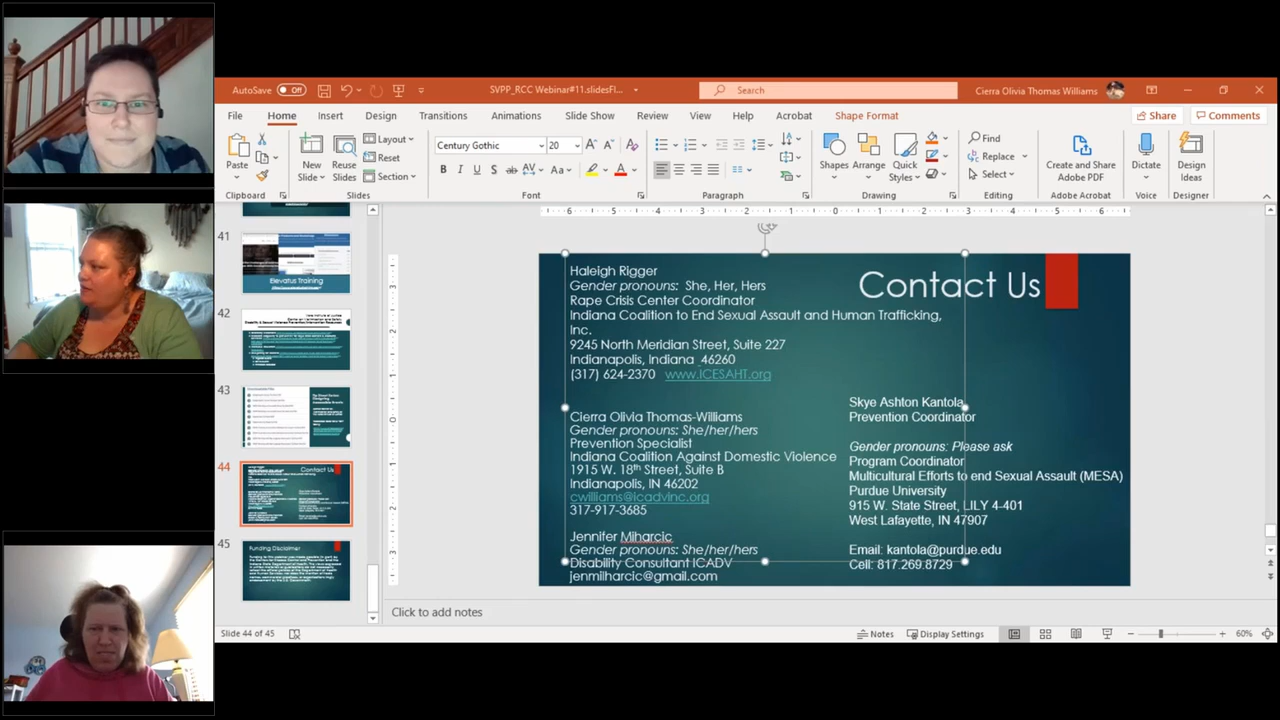 AutoSave
Off
SVPP_RCC Webinar#11.slidesFI...
Search
Cierra Olivia Thomas Williams
File
Home
Insert
Design
Transitions
Animations
Slide Show
Review
View
Help
Acrobat
Shape Format
Share
Comments
Paste
New
Slide
Reuse
Slides
Layout
Reset
Section
Century Gothic
20
Shapes
Arrange
Quick
Styles
Find
Replace
Select
Create and Share
Adobe PDF
Dictate
Design
Ideas
Clipboard
Slides
Font
Paragraph
Drawing
Editing
Adobe Acrobat
Voice
Designer
41
Elevatus Training
42
43
44
Contact Us
45
Funding Disclaimer
Haleigh Rigger
Gender pronouns: She, Her, Hers
Rape Crisis Center Coordinator
Indiana Coalition to End Sexual Assault and Human Trafficking,
Inc.
9245 North Meridian Street, Suite 227
Indianapolis, Indiana 46260
(317) 624-2370 www.ICESAHT.org
Cierra Olivia Thomas-Williams
Gender pronouns: She/her/hers
Prevention Specialist
Indiana Coalition Against Domestic Violence
1915 W. 18th Street, Suite B
Indianapolis, IN 46202
cwilliams@icadvinc.org
317-917-3685
Jennifer Miharcic
Gender pronouns: She/her/hers
Disability Consultant ICADV
jenmilharcic@gmail.com
Contact Us
Skye Ashton Kantola
Prevention Coordinator
Gender pronouns: Please ask
Program Coordinator
Multicultural Efforts to end Sexual Assault (MESA)
Purdue University
915 W. State Street, LILY 4-401
West Lafayette, IN 47907
Email: kantola@purdue.edu
Cell: 817.269.8729
Click to add notes
Slide 44 of 45
Notes
Display Settings
60%